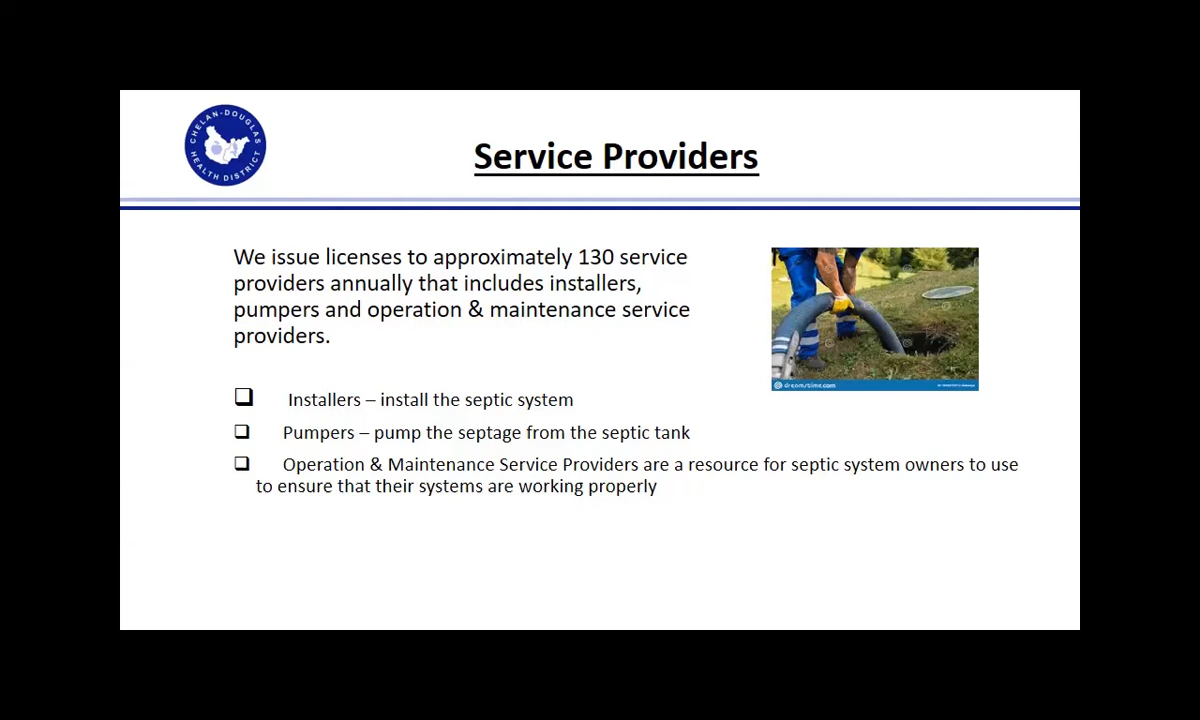 CHELAN-DOUGLAS
HEALTH DISTRICT
Service Providers
We issue licenses to approximately 130 service
providers annually that includes installers,
pumpers and operation & maintenance service
providers.
dreamstime.com
Installers – install the septic system
Pumpers – pump the septage from the septic tank
Operation & Maintenance Service Providers are a resource for septic system owners to use
to ensure that their systems are working properly